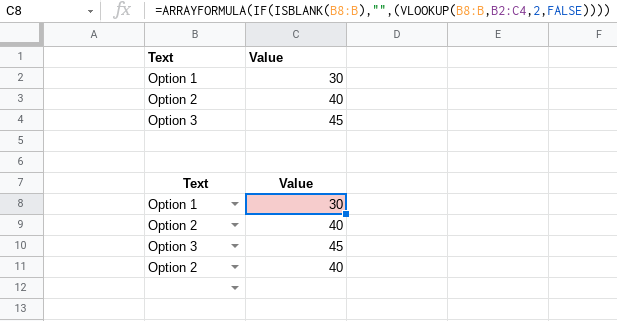 C8 fx =ARRAYFORMULA(IF(ISBLANK(B8:B),"",(VLOOKUP(B8:B,B2:C4,2,FALSE))))
A B C D E F
1 Text Value
2 Option 1 30
3 Option 2 40
4 Option 3 45
5
6
7 Text Value
8 Option 1 30
9 Option 2 40
10 Option 3 45
11 Option 2 40
12
13